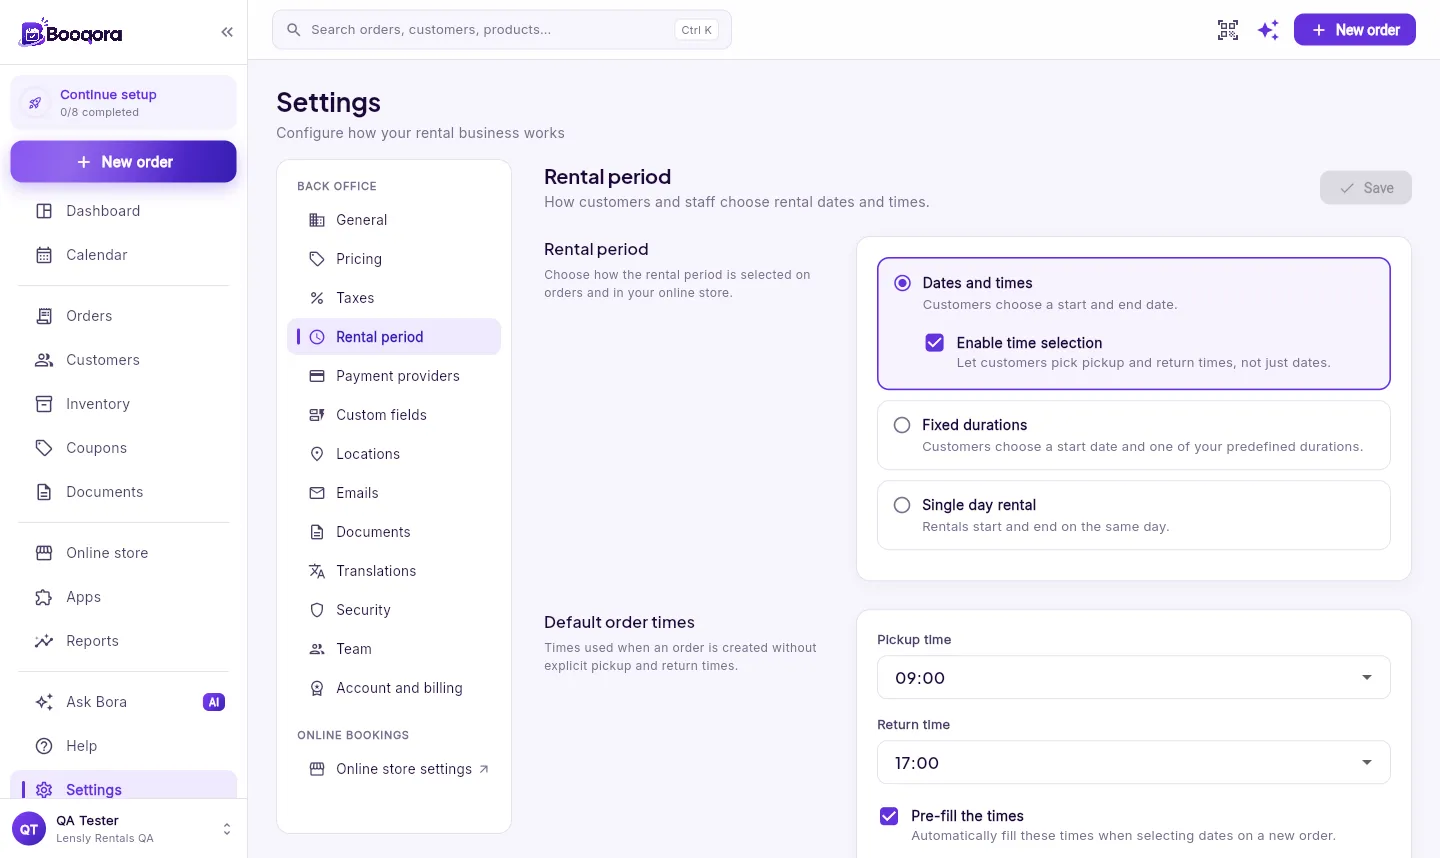 Booqora
Search orders, customers, products...
Ctrl K
New order
Continue setup
0/8 completed
New order
Dashboard
Calendar
Orders
Customers
Inventory
Coupons
Documents
Online store
Apps
Reports
Ask Bora
AI
Help
Settings
QT
QA Tester
Lensly Rentals QA
Settings
Configure how your rental business works
BACK OFFICE
General
Pricing
Taxes
Rental period
Payment providers
Custom fields
Locations
Emails
Documents
Translations
Security
Team
Account and billing
ONLINE BOOKINGS
Online store settings
Rental period
How customers and staff choose rental dates and times.
Save
Rental period
Choose how the rental period is selected on
orders and in your online store.
Dates and times
Customers choose a start and end date.
Enable time selection
Let customers pick pickup and return times, not just dates.
Fixed durations
Customers choose a start date and one of your predefined durations.
Single day rental
Rentals start and end on the same day.
Default order times
Times used when an order is created without
explicit pickup and return times.
Pickup time
09:00
Return time
17:00
Pre-fill the times
Automatically fill these times when selecting dates on a new order.